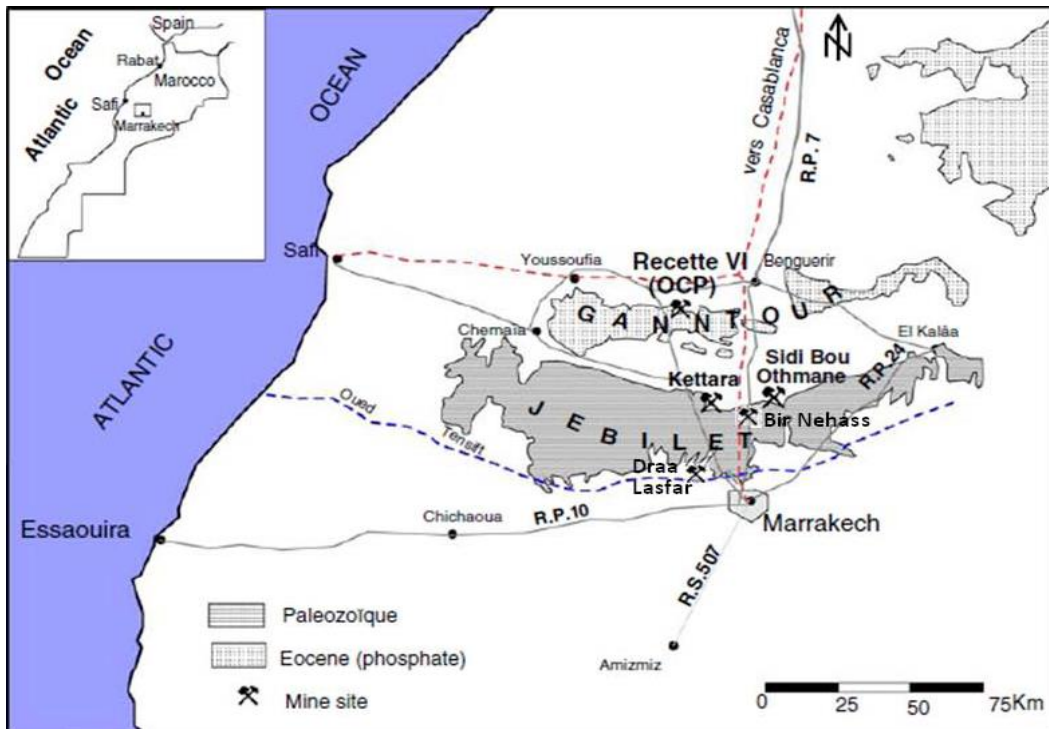 Spain
Ocean
Rabat
Marocco
Safi
Marrakech
Atlantic
OCEAN
ATLANTIC
N
vers Casablanca
R.P. 7
Safi
Youssoufia
Recette VI
(OCP)
Benguerir
GANNTOUR
Chemaïa
El Kalâa
Sidi Bou
Othmane
R.P.24
Kettara
Bir Nehass
JEBILET
Oued
Tensift
Draa
Lasfar
Marrakech
Chichaoua
R.P.10
Essaouira
R.S.507
Amizmiz
Paleozoïque
Eocene (phosphate)
Mine site
0 25 50 75Km